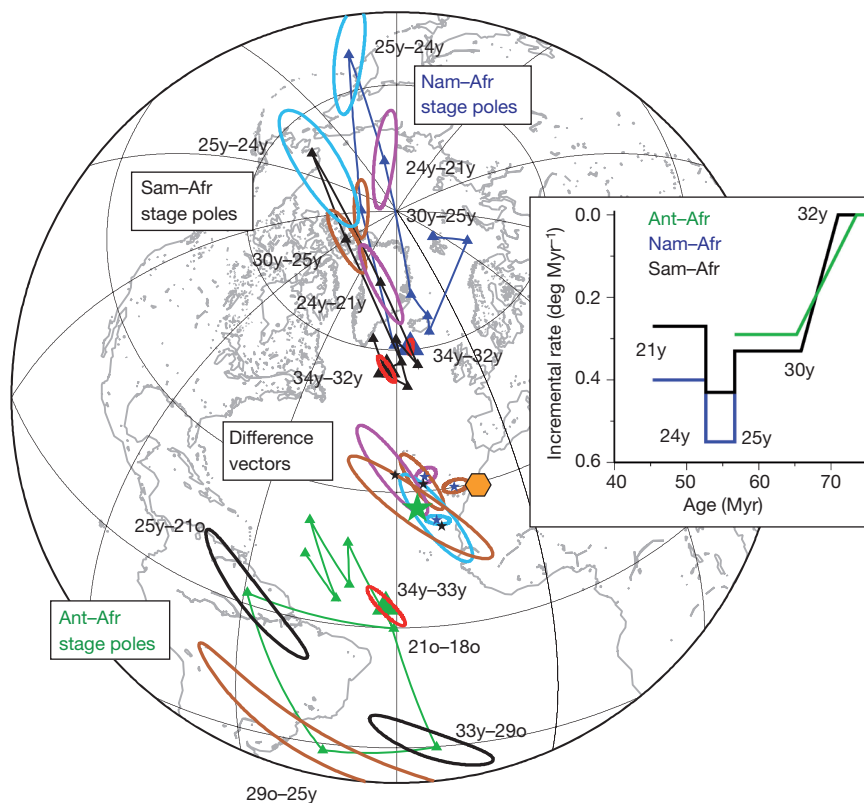 25y–24y
Nam–Afr
stage poles
25y–24y
24y–21y
Sam–Afr
stage poles
30y–25y
30y–25y
24y–21y
34y–32y
34y–32y
Difference
vectors
25y–21o
34y–33y
Ant–Afr
stage poles
21o–18o
33y–29o
29o–25y
Ant–Afr
Nam–Afr
Sam–Afr
32y
21y
30y
24y
25y
0.0
0.2
0.4
0.6
Incremental rate (deg Myr⁻¹)
40
50
60
70
Age (Myr)